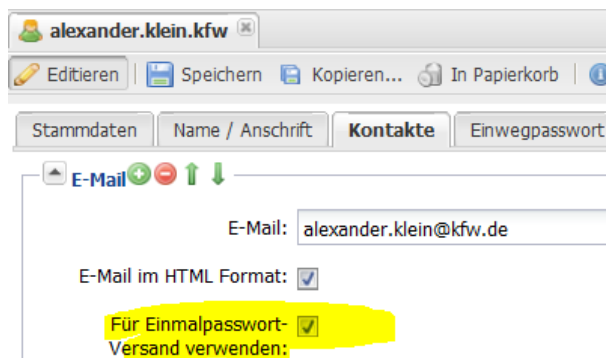 alexander.klein.kfw
Editieren Speichern Kopieren... In Papierkorb
Stammdaten Name / Anschrift Kontakte Einwegpasswort
E-Mail
E-Mail: alexander.klein@kfw.de
E-Mail im HTML Format:
Für Einmalpasswort-
Versand verwenden: